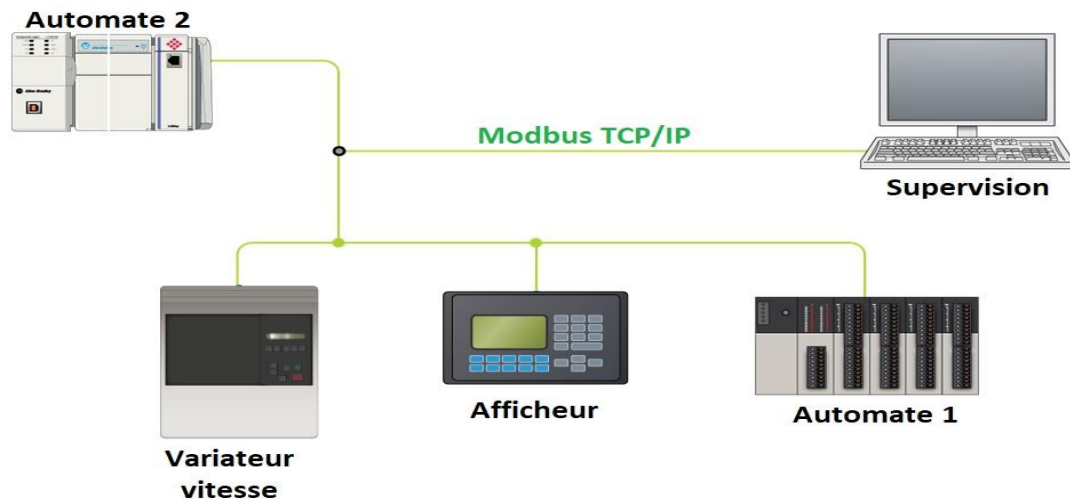 Automate 2
Modbus TCP/IP
Supervision
Variateur
vitesse
Afficheur
Automate 1